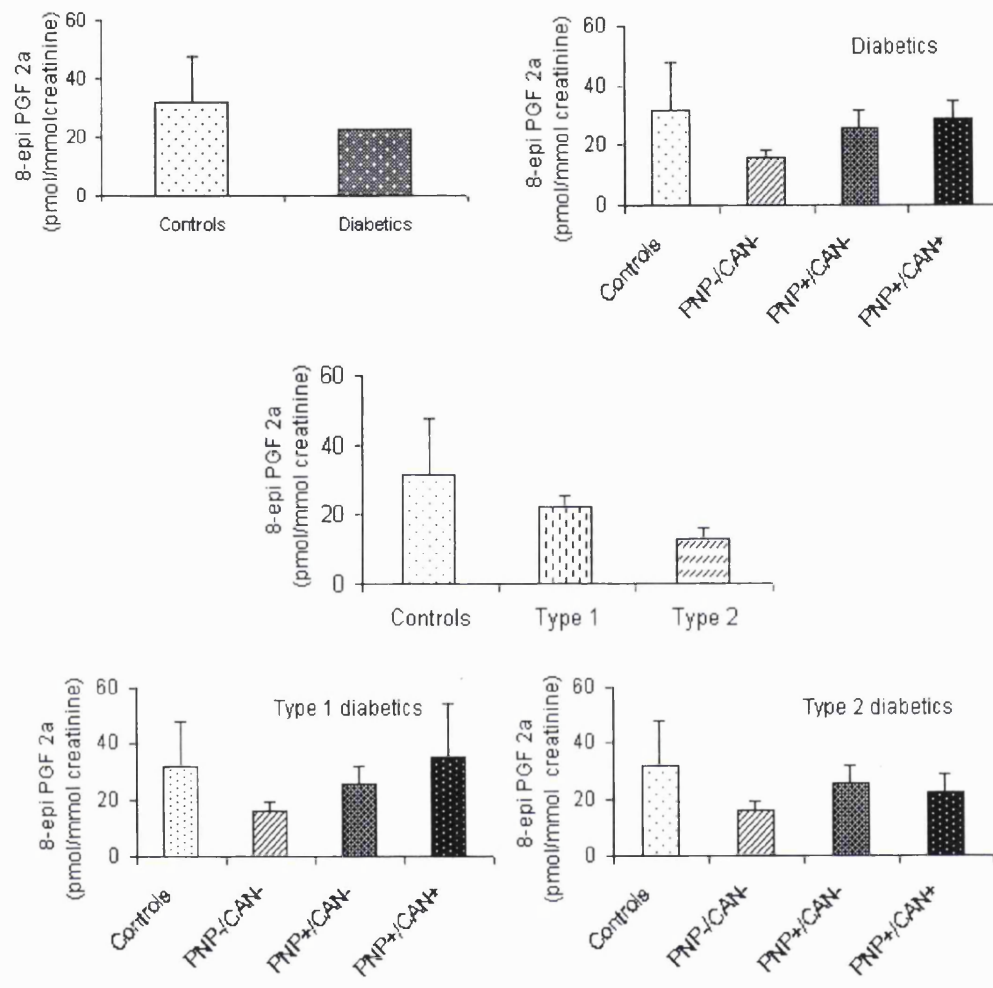 8-epi PGF 2a
(pmol/mmolcreatinine)
60
40
20
0
Controls
Diabetics
8-epi PGF 2a
(pmol/mmol creatinine)
60
40
20
0
Diabetics
Controls
PNP-/CAN-
PNP+/CAN-
PNP+/CAN+
8-epi PGF 2a
(pmol/mmol creatinine)
60
40
20
0
Controls
Type 1
Type 2
8-epi PGF 2a
(pmol/mmol creatinine)
60
40
20
0
Type 1 diabetics
Controls
PNP-/CAN-
PNP+/CAN-
PNP+/CAN+
8-epi PGF 2a
(pmol/mmol creatinine)
60
40
20
0
Type 2 diabetics
Controls
PNP-/CAN-
PNP+/CAN-
PNP+/CAN+